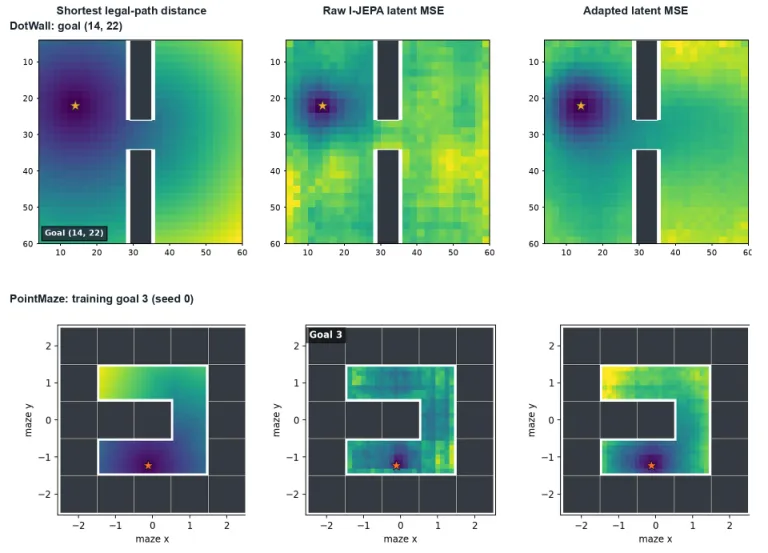 Shortest legal-path distance
Raw I-JEPA latent MSE
Adapted latent MSE
DotWall: goal (14, 22)
10
20
30
40
50
60
Goal (14, 22)
10 20 30 40 50 60
10
20
30
40
50
60
10 20 30 40 50 60
10
20
30
40
50
60
10 20 30 40 50 60
PointMaze: training goal 3 (seed 0)
maze y
2
1
0
−1
−2
−2 −1 0 1 2
maze x
Goal 3
maze y
2
1
0
−1
−2
−2 −1 0 1 2
maze x
maze y
2
1
0
−1
−2
−2 −1 0 1 2
maze x